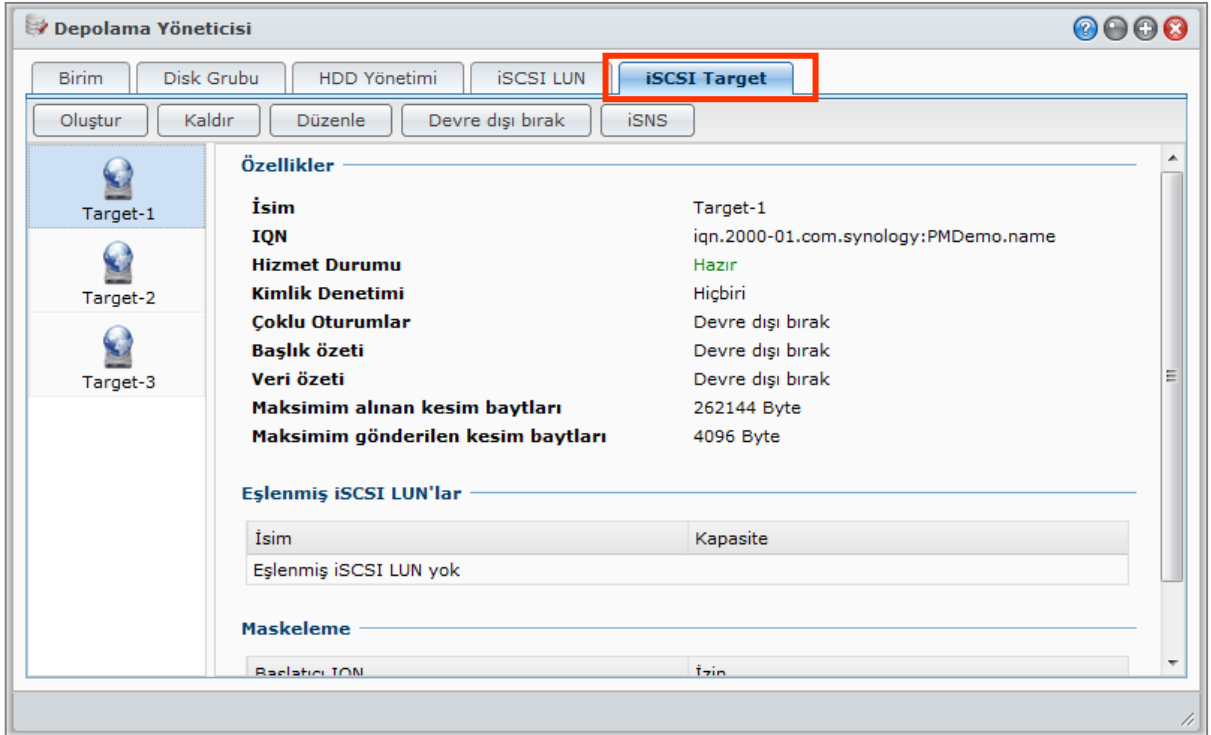 Depolama Yöneticisi
Birim Disk Grubu HDD Yönetimi iSCSI LUN iSCSI Target
Oluştur Kaldır Düzenle Devre dışı bırak iSNS
Target-1
Target-2
Target-3
Özellikler
İsim Target-1
IQN iqn.2000-01.com.synology:PMDemo.name
Hizmet Durumu Hazır
Kimlik Denetimi Hiçbiri
Çoklu Oturumlar Devre dışı bırak
Başlık özeti Devre dışı bırak
Veri özeti Devre dışı bırak
Maksimim alınan kesim baytları 262144 Byte
Maksimim gönderilen kesim baytları 4096 Byte
Eşlenmiş iSCSI LUN'lar
İsim Kapasite
Eşlenmiş iSCSI LUN yok
Maskeleme
Başlatıcı IQN İzin